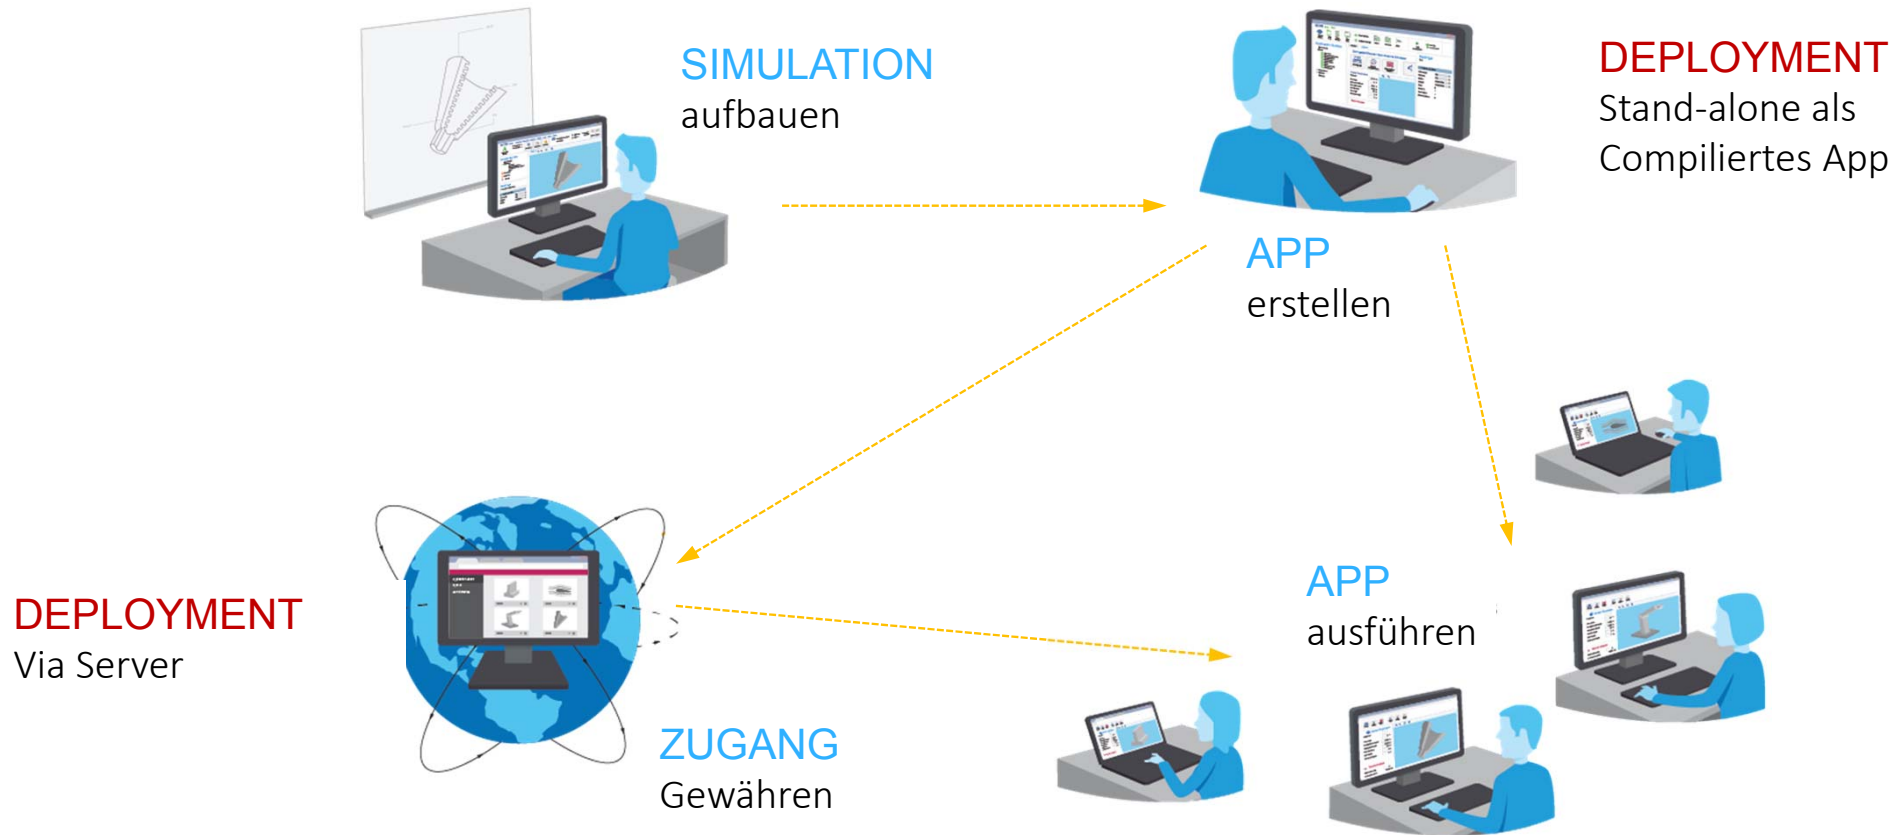 SIMULATION
aufbauen
DEPLOYMENT
Stand-alone als
Compiliertes App
APP
erstellen
DEPLOYMENT
Via Server
APP
ausführen
ZUGANG
Gewähren